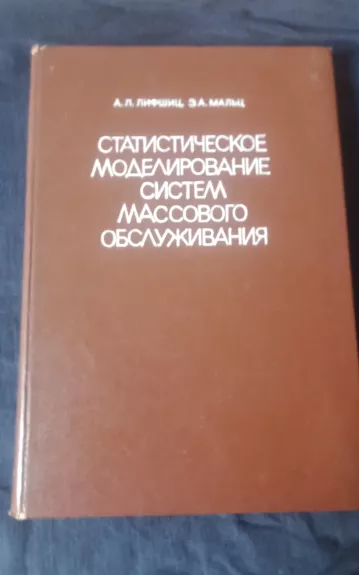 А. Л. ЛИФШИЦ, Э. А. МАЛЬЦ
СТАТИСТИЧЕСКОЕ
МОДЕЛИРОВАНИЕ
СИСТЕМ
МАССОВОГО
ОБСЛУЖИВАНИЯ